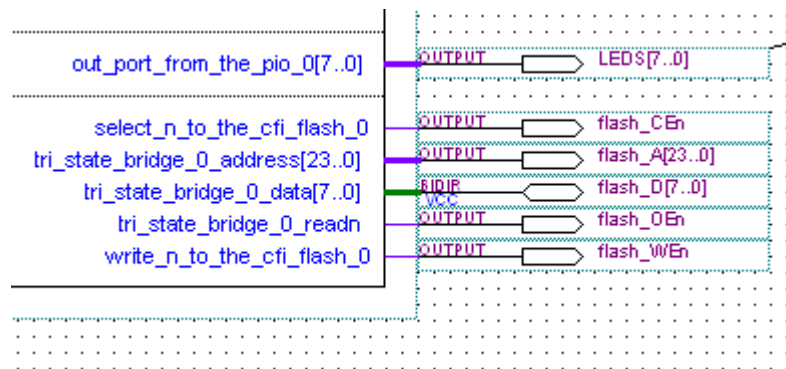 out_port_from_the_pio_0[7..0] OUTPUT LEDS[7..0]
select_n_to_the_cfi_flash_0 OUTPUT flash_CEn
tri_state_bridge_0_address[23..0] OUTPUT flash_A[23..0]
tri_state_bridge_0_data[7..0] BIDIR VCC flash_D[7..0]
tri_state_bridge_0_readn OUTPUT flash_OEn
write_n_to_the_cfi_flash_0 OUTPUT flash_WEn